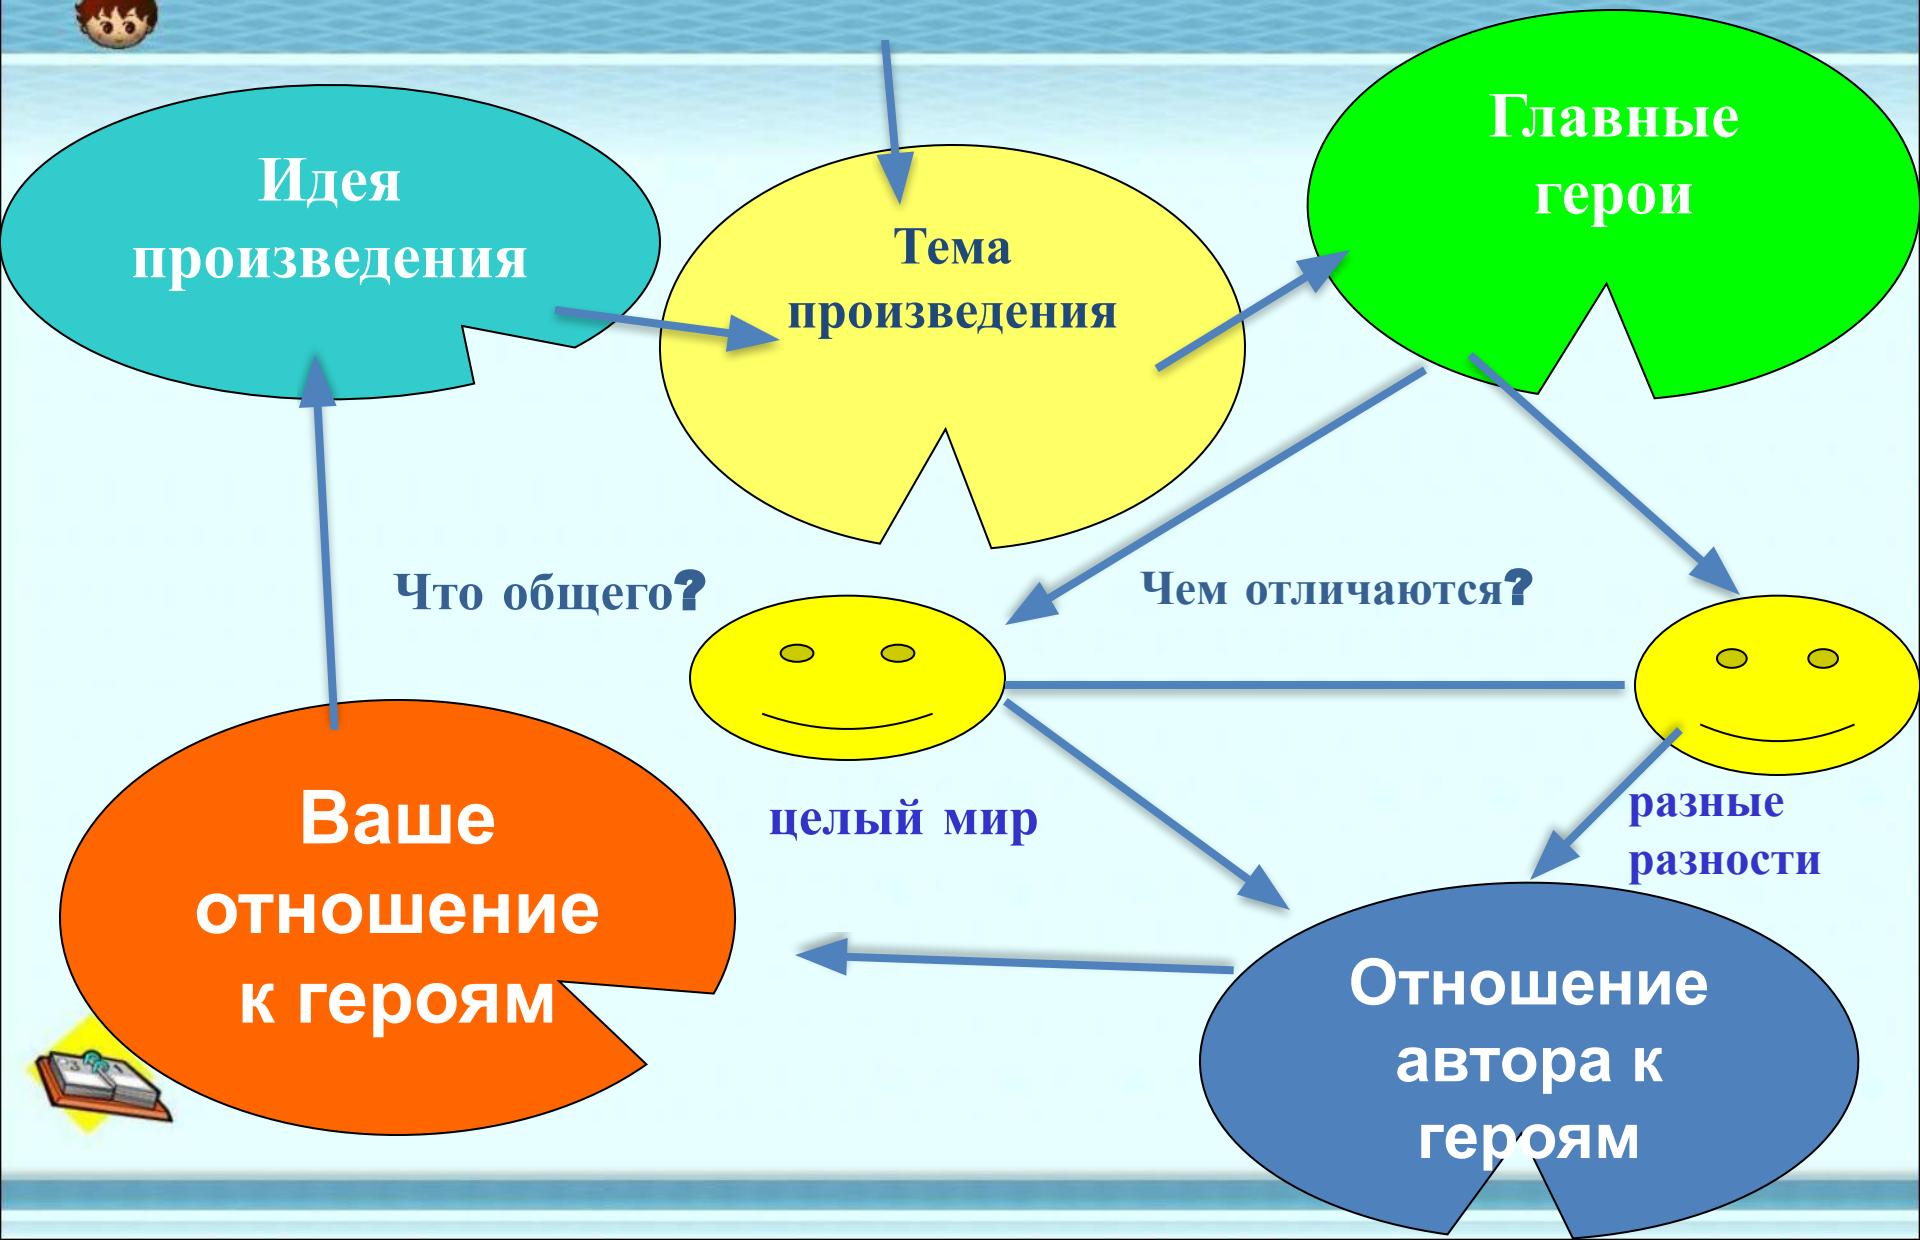 Идея
произведения
Тема
произведения
Главные
герои
Что общего?
Чем отличаются?
целый мир
разные
разности
Ваше
отношение
к героям
Отношение
автора к
героям